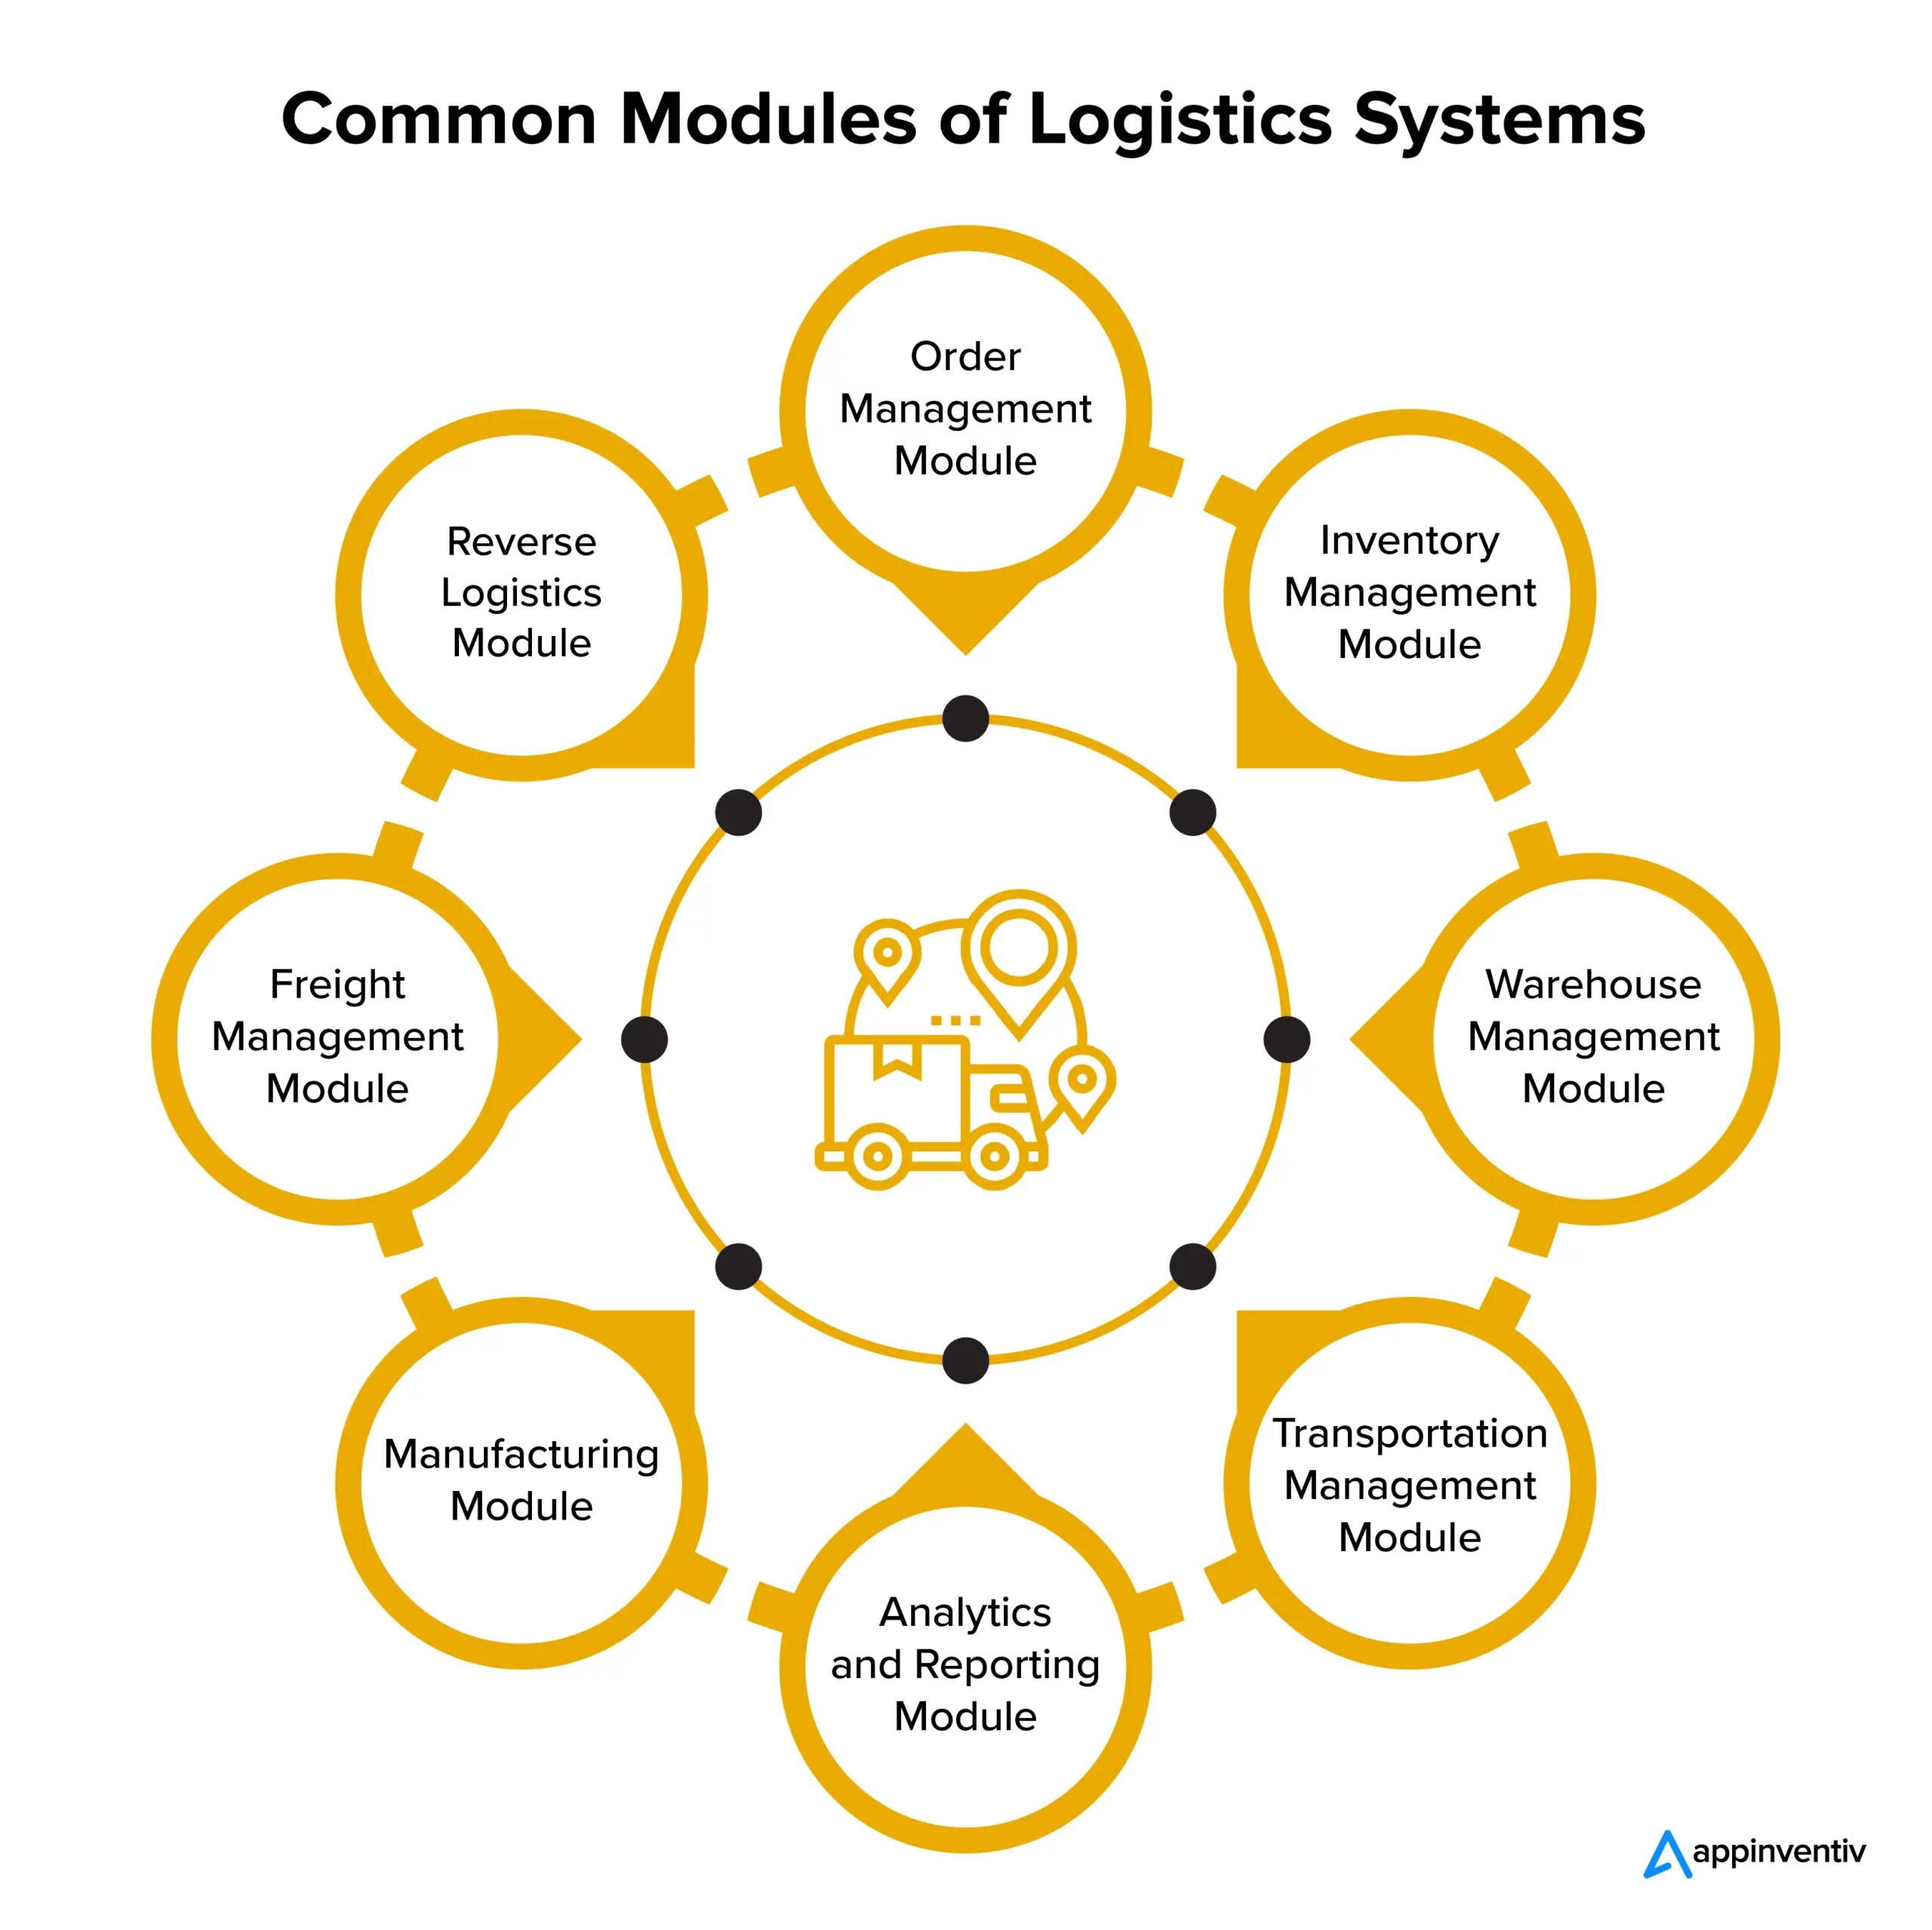 Common Modules of Logistics Systems
Order
Management
Module
Inventory
Management
Module
Warehouse
Management
Module
Transportation
Management
Module
Analytics
and Reporting
Module
Manufacturing
Module
Freight
Management
Module
Reverse
Logistics
Module
appinventiv